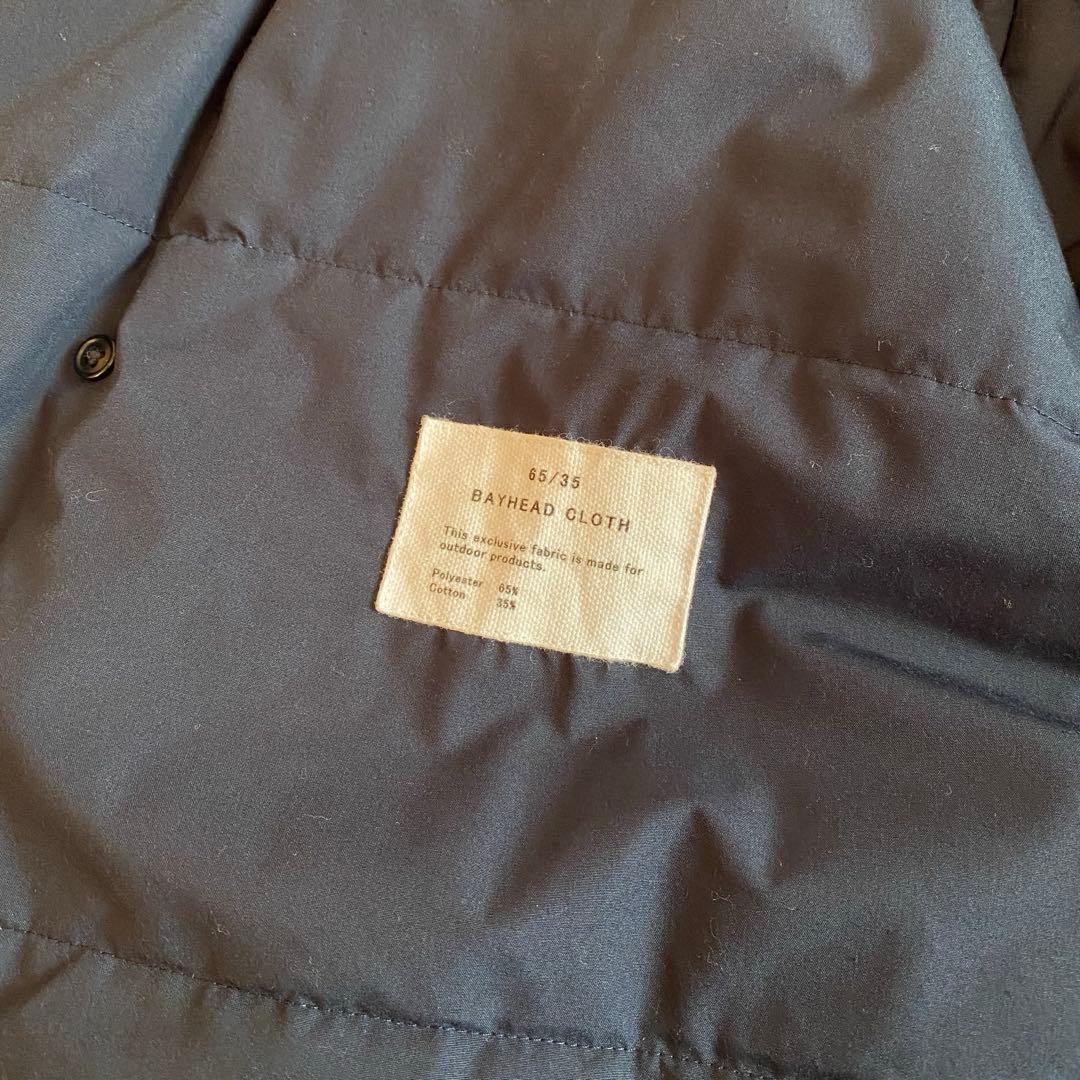 65/35
BAYHEAD CLOTH
This exclusive fabric is made for
outdoor products.
Polyester 65%
Cotton 35%